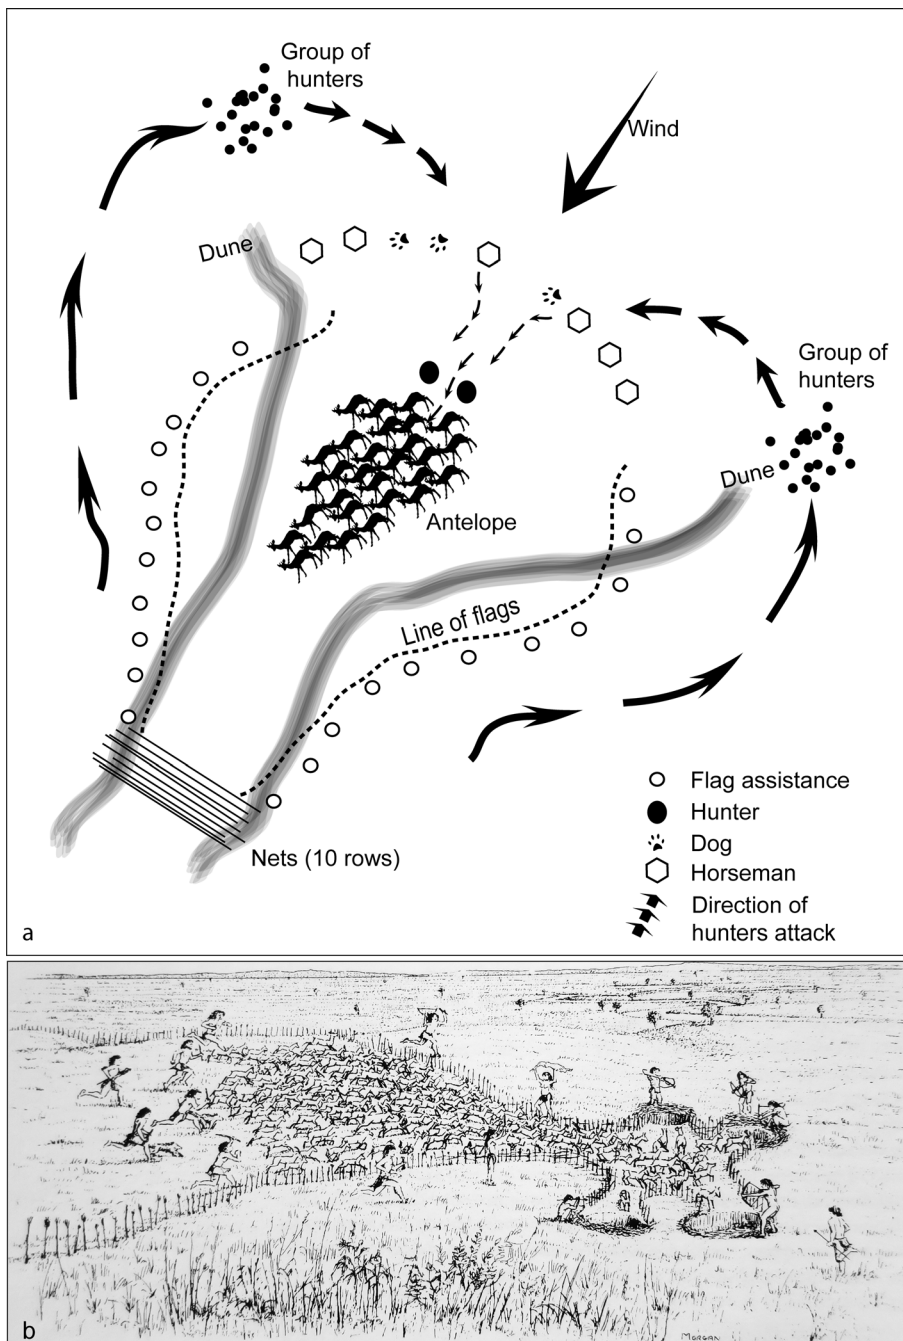 Group of
hunters
Wind
Dune
Group of
hunters
Dune
Antelope
Line of flags
Nets (10 rows)
Flag assistance
Hunter
Dog
Horseman
Direction of
hunters attack
a
b
MORGAN